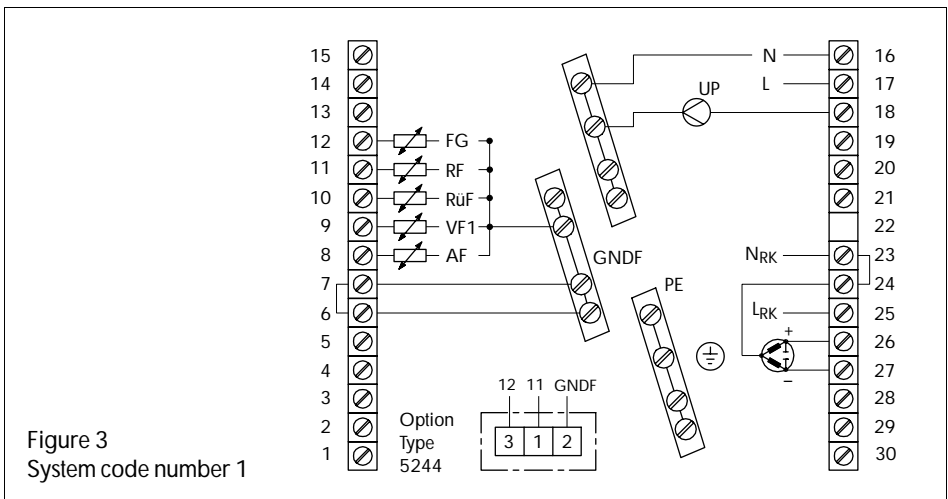 15
14
13
12 FG
11 RF
10 RüF
9 VF1
8 AF
7
6
5
4
3
2
1
GNDF
PE
UP
N 16
L 17
18
19
20
21
22
NRK 23
24
LRK 25
+ 26
− 27
28
29
30
12 11 GNDF
3 1 2
Option
Type
5244
Figure 3
System code number 1